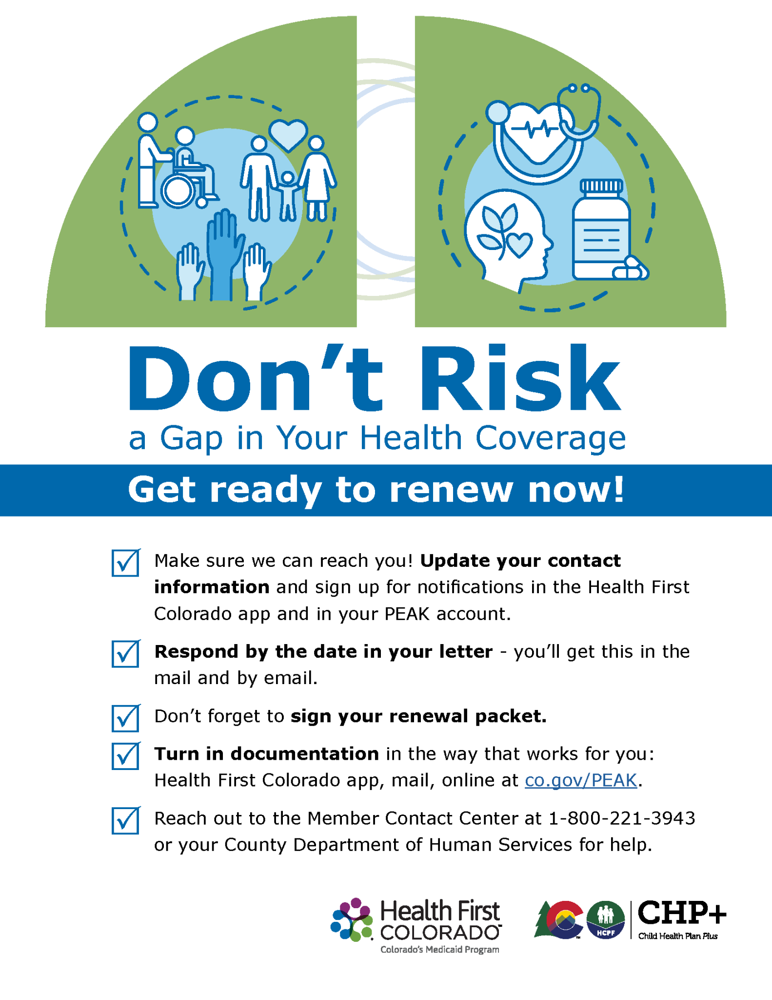 Don’t Risk
a Gap in Your Health Coverage
Get ready to renew now!
Make sure we can reach you! Update your contact
information and sign up for notifications in the Health First
Colorado app and in your PEAK account.
Respond by the date in your letter - you’ll get this in the
mail and by email.
Don’t forget to sign your renewal packet.
Turn in documentation in the way that works for you:
Health First Colorado app, mail, online at co.gov/PEAK.
Reach out to the Member Contact Center at 1-800-221-3943
or your County Department of Human Services for help.
Health First
COLORADO™
Colorado's Medicaid Program
HCPF
TM
CHP+
Child Health Plan Plus